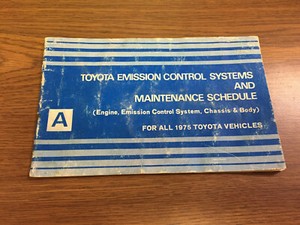 TOYOTA EMISSION CONTROL SYSTEMS
AND
MAINTENANCE SCHEDULE
(Engine, Emission Control System, Chassis & Body)
A
FOR ALL 1975 TOYOTA VEHICLES